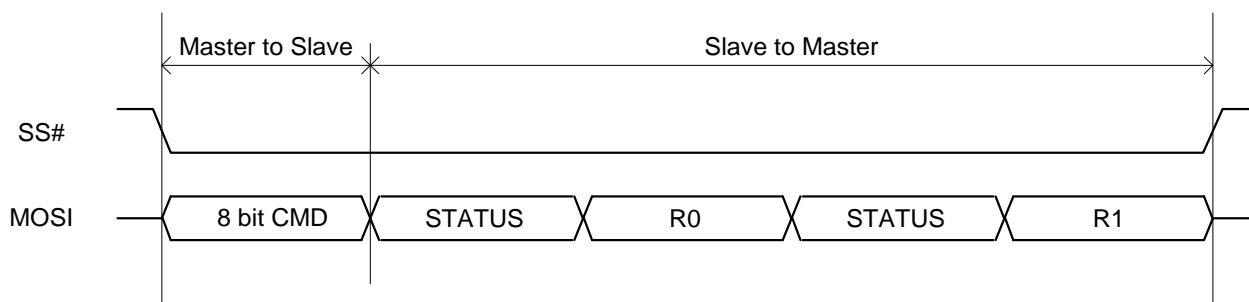 Master to Slave Slave to Master
SS#
MOSI 8 bit CMD STATUS R0 STATUS R1